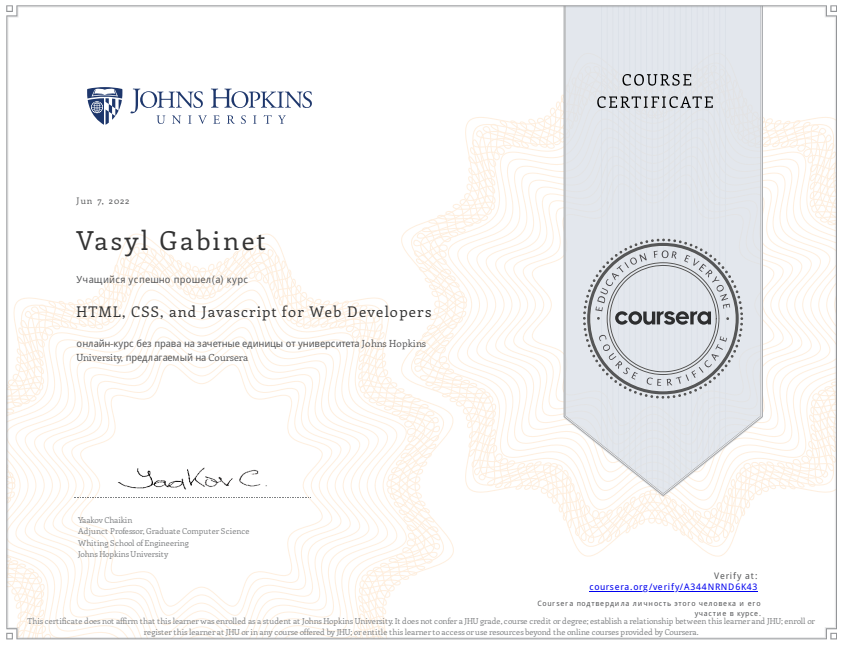 JOHNS HOPKINS
UNIVERSITY
COURSE
CERTIFICATE
Jun 7, 2022
Vasyl Gabinet
Учащийся успешно прошел(а) курс
HTML, CSS, and Javascript for Web Developers
онлайн-курс без права на зачетные единицы от университета Johns Hopkins
University, предлагаемый на Coursera
EDUCATION FOR EVERYONE
coursera
COURSE CERTIFICATE
Yaakov C.
Yaakov Chaikin
Adjunct Professor, Graduate Computer Science
Whiting School of Engineering
Johns Hopkins University
Verify at:
coursera.org/verify/A344NRND6K43
Coursera подтвердила личность этого человека и его
участие в курсе.
This certificate does not affirm that this learner was enrolled as a student at Johns Hopkins University. It does not confer a JHU grade, course credit or degree; establish a relationship between this learner and JHU; enroll or
register this learner at JHU or in any course offered by JHU; or entitle this learner to access or use resources beyond the online courses provided by Coursera.